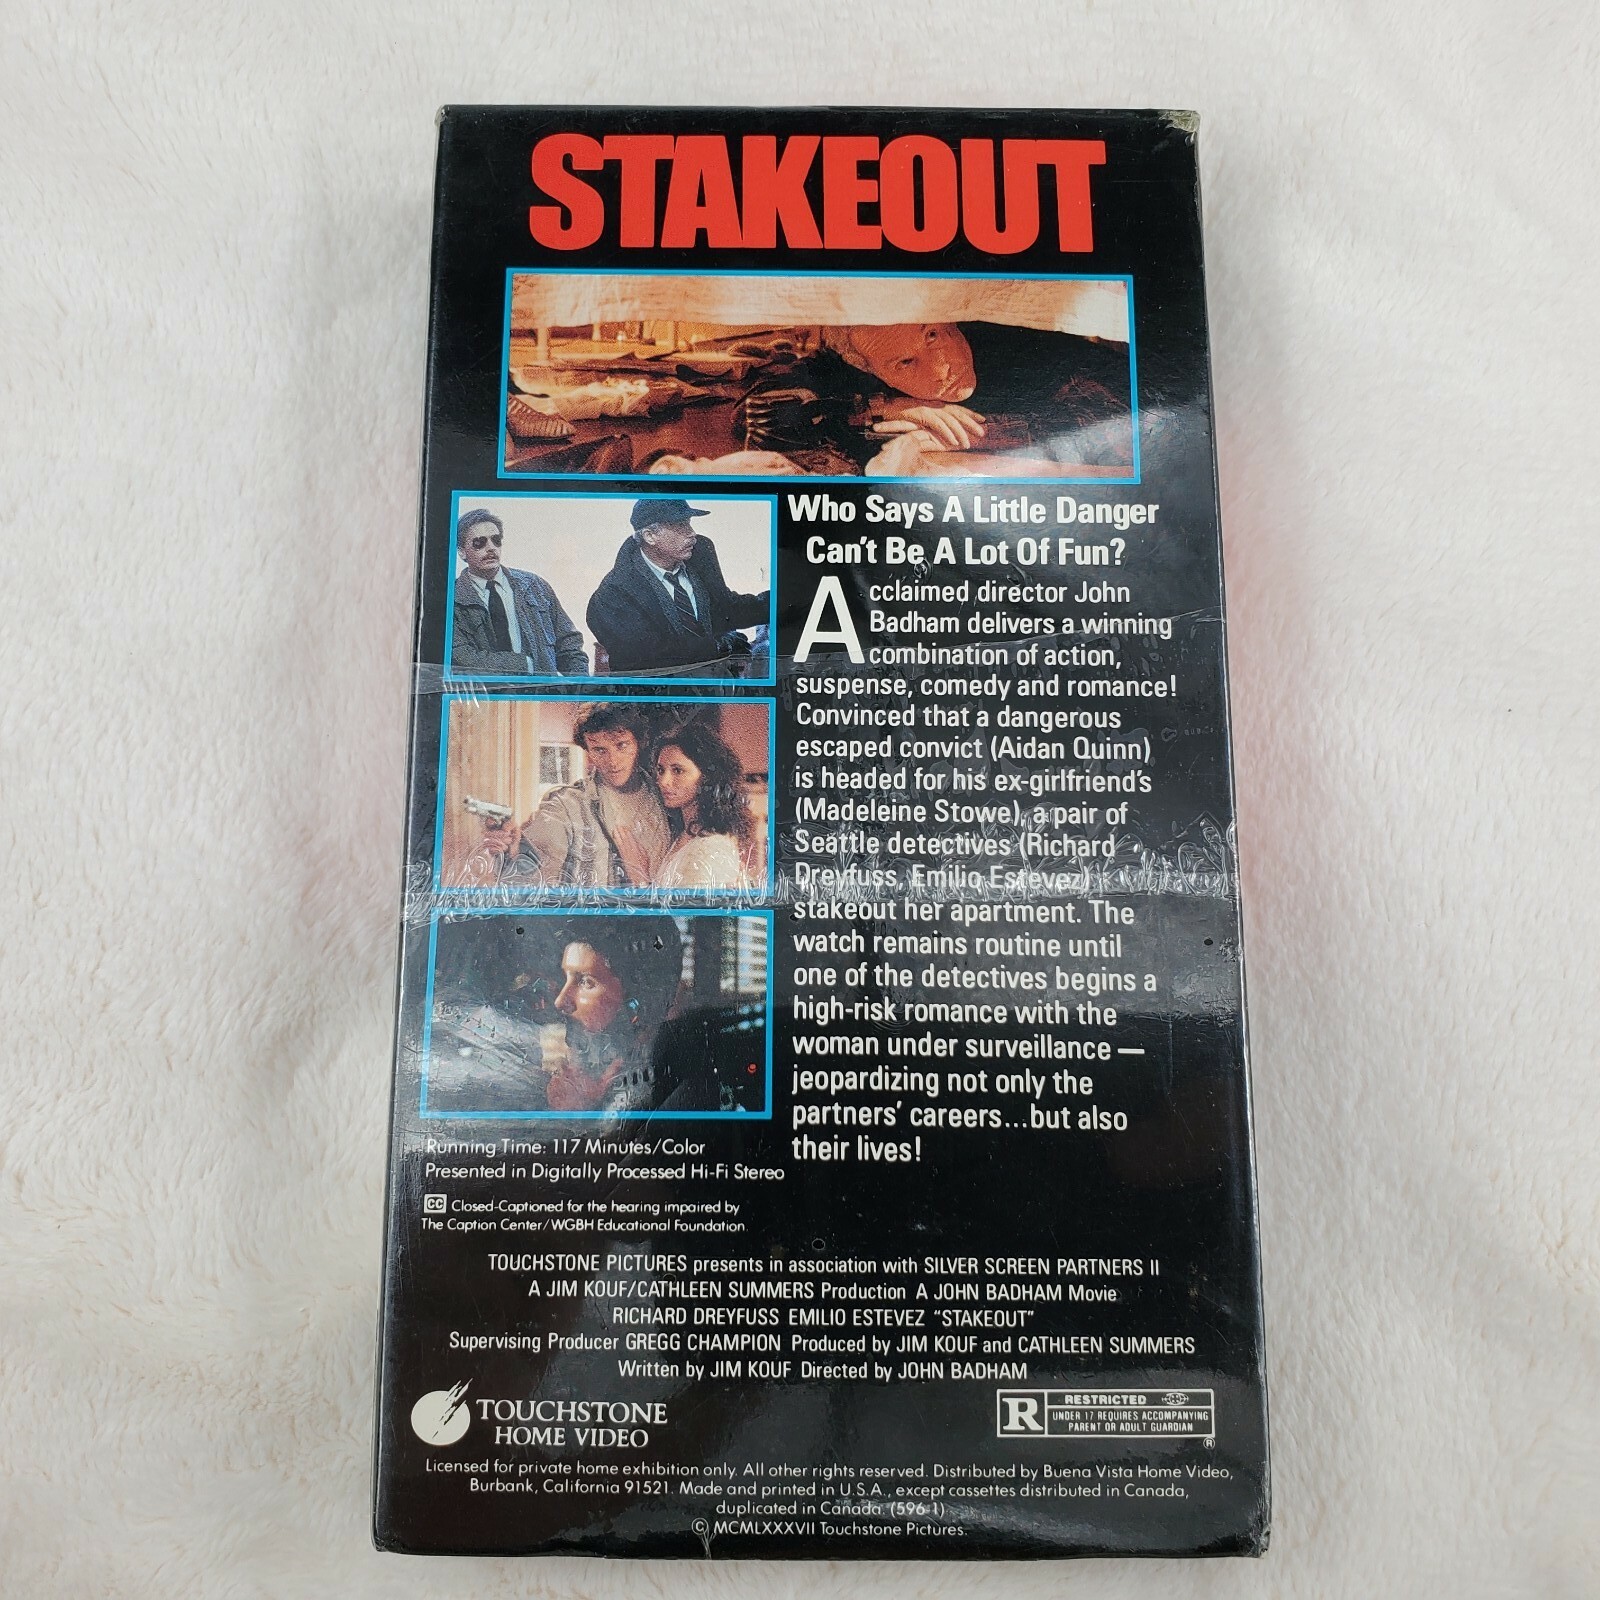 STAKEOUT
Who Says A Little Danger
Can't Be A Lot Of Fun?
Acclaimed director John
Badham delivers a winning
combination of action,
suspense, comedy and romance!
Convinced that a dangerous
escaped convict (Aidan Quinn)
is headed for his ex-girlfriend's
(Madeleine Stowe), a pair of
Seattle detectives (Richard
Dreyfuss, Emilio Estevez)
stakeout her apartment. The
watch remains routine until
one of the detectives begins a
high-risk romance with the
woman under surveillance —
jeopardizing not only the
partners' careers...but also
their lives!
Running Time: 117 Minutes/Color
Presented in Digitally Processed Hi-Fi Stereo
CC Closed-Captioned for the hearing impaired by
The Caption Center/WGBH Educational Foundation.
TOUCHSTONE PICTURES presents in association with SILVER SCREEN PARTNERS II
A JIM KOUF/CATHLEEN SUMMERS Production A JOHN BADHAM Movie
RICHARD DREYFUSS EMILIO ESTEVEZ "STAKEOUT"
Supervising Producer GREGG CHAMPION Produced by JIM KOUF and CATHLEEN SUMMERS
Written by JIM KOUF Directed by JOHN BADHAM
TOUCHSTONE
HOME VIDEO
R RESTRICTED
UNDER 17 REQUIRES ACCOMPANYING
PARENT OR ADULT GUARDIAN
®
Licensed for private home exhibition only. All other rights reserved. Distributed by Buena Vista Home Video,
Burbank, California 91521. Made and printed in U.S.A., except cassettes distributed in Canada,
duplicated in Canada. (596-1)
© MCMLXXXVII Touchstone Pictures.